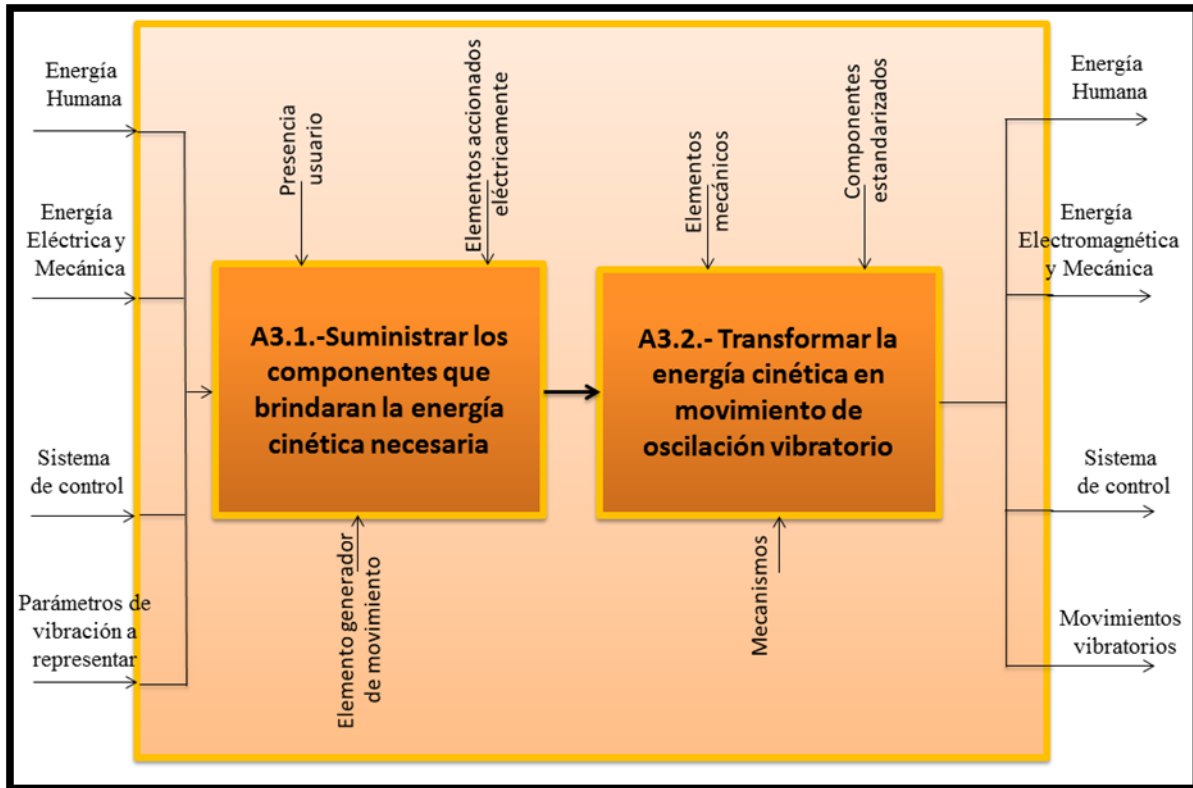 Energía
Humana
Energía
Eléctrica y
Mecánica
Sistema
de control
Parámetros de
vibración a
representar
Presencia
usuario
Elementos accionados
eléctricamente
A3.1.-Suministrar los
componentes que
brindaran la energía
cinética necesaria
Elemento generador
de movimiento
Elementos
mecánicos
Componentes
estandarizados
A3.2.- Transformar la
energía cinética en
movimiento de
oscilación vibratorio
Mecanismos
Energía
Humana
Energía
Electromagnética
y Mecánica
Sistema
de control
Movimientos
vibratorios